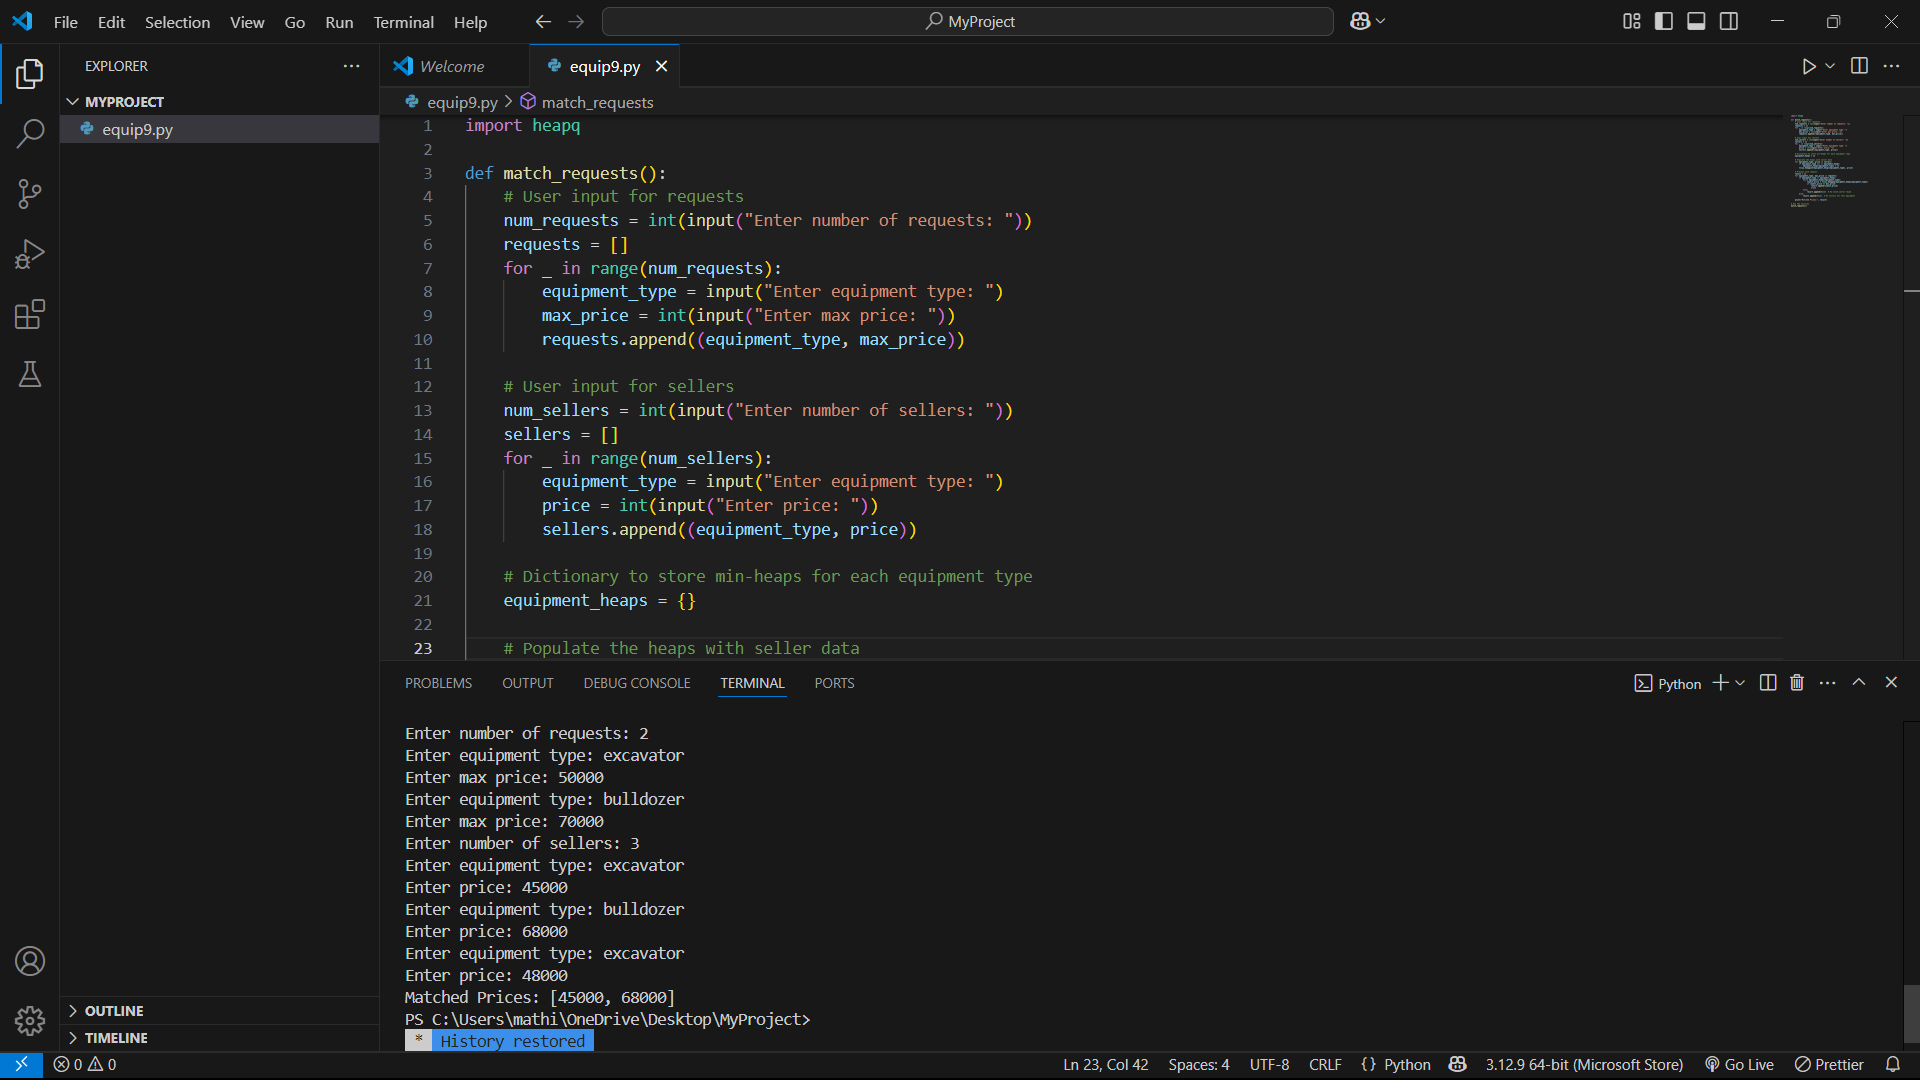 File Edit Selection View Go Run Terminal Help
MyProject
EXPLORER
MYPROJECT
equip9.py
OUTLINE
TIMELINE
Welcome
equip9.py
equip9.py > match_requests
1 import heapq
2
3 def match_requests():
4 # User input for requests
5 num_requests = int(input("Enter number of requests: "))
6 requests = []
7 for _ in range(num_requests):
8 equipment_type = input("Enter equipment type: ")
9 max_price = int(input("Enter max price: "))
10 requests.append((equipment_type, max_price))
11
12 # User input for sellers
13 num_sellers = int(input("Enter number of sellers: "))
14 sellers = []
15 for _ in range(num_sellers):
16 equipment_type = input("Enter equipment type: ")
17 price = int(input("Enter price: "))
18 sellers.append((equipment_type, price))
19
20 # Dictionary to store min-heaps for each equipment type
21 equipment_heaps = {}
22
23 # Populate the heaps with seller data
PROBLEMS OUTPUT DEBUG CONSOLE TERMINAL PORTS
Python
Enter number of requests: 2
Enter equipment type: excavator
Enter max price: 50000
Enter equipment type: bulldozer
Enter max price: 70000
Enter number of sellers: 3
Enter equipment type: excavator
Enter price: 45000
Enter equipment type: bulldozer
Enter price: 68000
Enter equipment type: excavator
Enter price: 48000
Matched Prices: [45000, 68000]
PS C:\Users\mathi\OneDrive\Desktop\MyProject>
* History restored
0 0
Ln 23, Col 42 Spaces: 4 UTF-8 CRLF {} Python 3.12.9 64-bit (Microsoft Store) Go Live Prettier